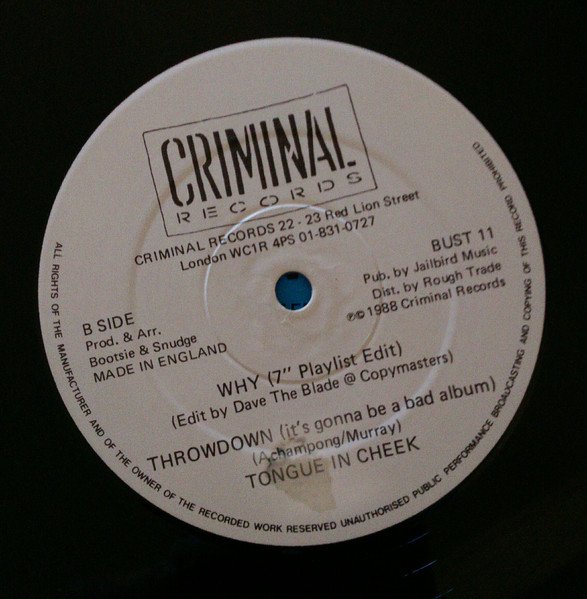 CRIMINAL
RECORDS
CRIMINAL RECORDS 22 - 23 Red Lion Street
London WC1R 4PS 01-831-0727
BUST 11
Pub. by Jailbird Music
Dist. by Rough Trade
℗©1988 Criminal Records
B SIDE
Prod. & Arr.
Bootsie & Snudge
MADE IN ENGLAND
WHY (7" Playlist Edit)
(Edit by Dave The Blade @ Copymasters)
THROWDOWN (it's gonna be a bad album)
(Achampong/Murray)
TONGUE IN CHEEK
ALL RIGHTS OF THE MANUFACTURER AND OF THE OWNER OF THE RECORDED WORK RESERVED UNAUTHORISED PUBLIC PERFORMANCE BROADCASTING AND COPYING OF THIS RECORD PROHIBITED